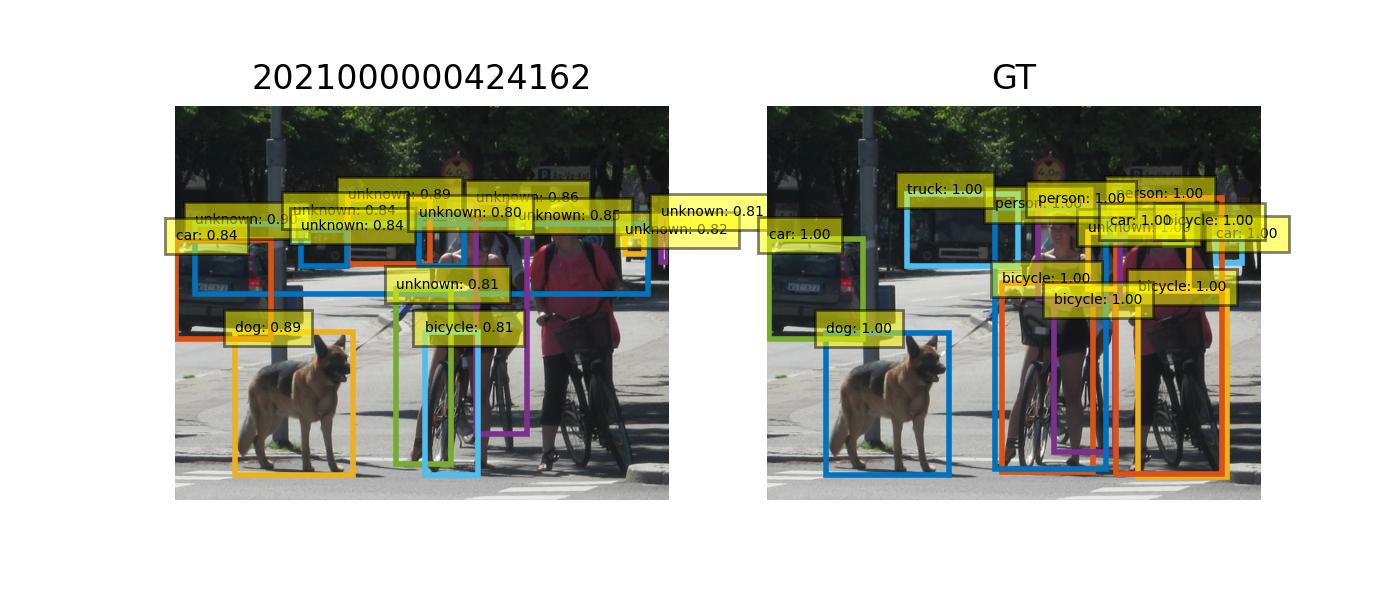 2021000000424162
GT
unknown: 0.89
unknown: 0.86
unknown: 0.84
unknown: 0.80
unknown: 0.85
unknown: 0.81
unknown: 0.90
unknown: 0.84
unknown: 0.82
car: 0.84
unknown: 0.81
dog: 0.89
bicycle: 0.81
truck: 1.00
person: 1.00
person: 1.00
person: 1.00
car: 1.00
bicycle: 1.00
unknown: 1.00
car: 1.00
car: 1.00
bicycle: 1.00
bicycle: 1.00
bicycle: 1.00
dog: 1.00